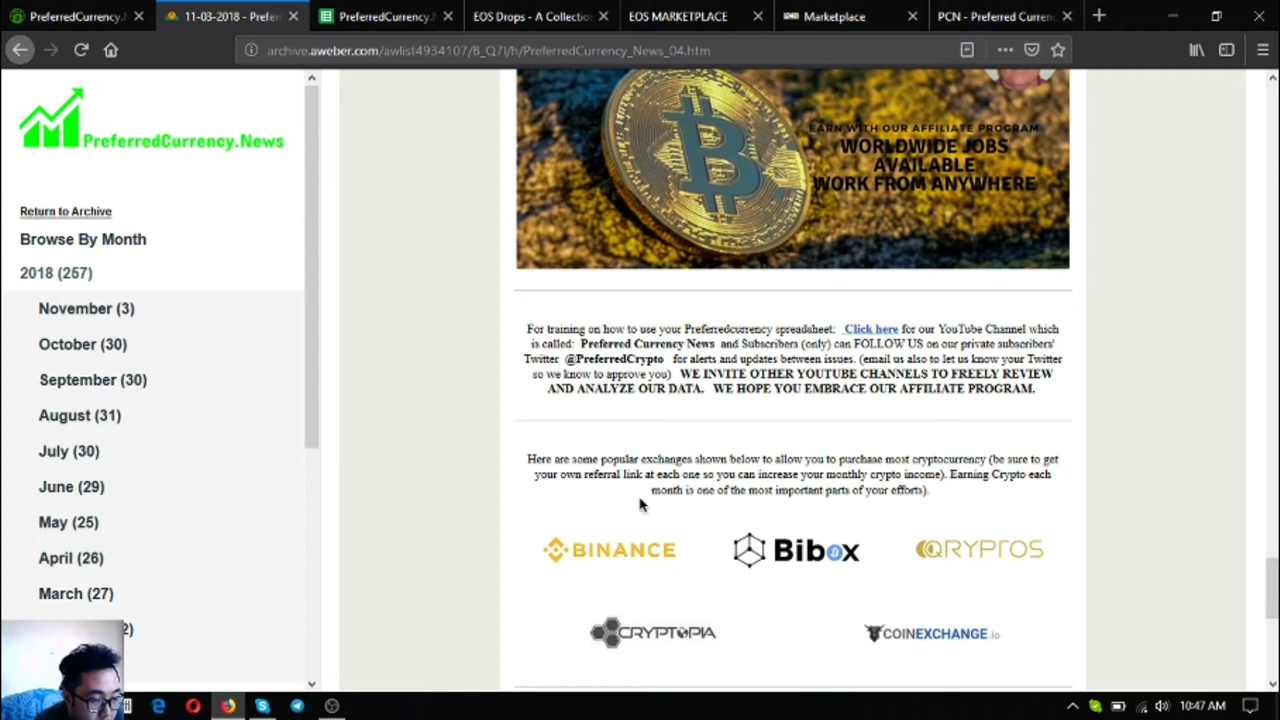 PreferredCurrency.N
11-03-2018 - Prefer
PreferredCurrency.
EOS Drops - A Collectio
EOS MARKETPLACE
Marketplace
PCN - Preferred Curren
archive.aweber.com/awlist4934107/B_Q7I/h/PreferredCurrency_News_04.htm
PreferredCurrency.News
Return to Archive
Browse By Month
2018 (257)
November (3)
October (30)
September (30)
August (31)
July (30)
June (29)
May (25)
April (26)
March (27)
2)
EARN WITH OUR AFFILIATE PROGRAM
WORLDWIDE JOBS
AVAILABLE
WORK FROM ANYWHERE
For training on how to use your Preferredcurrency spreadsheet: Click here for our YouTube Channel which
is called: Preferred Currency News and Subscribers (only) can FOLLOW US on our private subscribers'
Twitter @PreferredCrypto for alerts and updates between issues. (email us also to let us know your Twitter
so we know to approve you) WE INVITE OTHER YOUTUBE CHANNELS TO FREELY REVIEW
AND ANALYZE OUR DATA. WE HOPE YOU EMBRACE OUR AFFILIATE PROGRAM.
Here are some popular exchanges shown below to allow you to purchase most cryptocurrency (be sure to get
your own referral link at each one so you can increase your monthly crypto income). Earning Crypto each
month is one of the most important parts of your efforts).
BINANCE
Bibox
QRYPTOS
CRYPTOPIA
COINEXCHANGE.io
10:47 AM